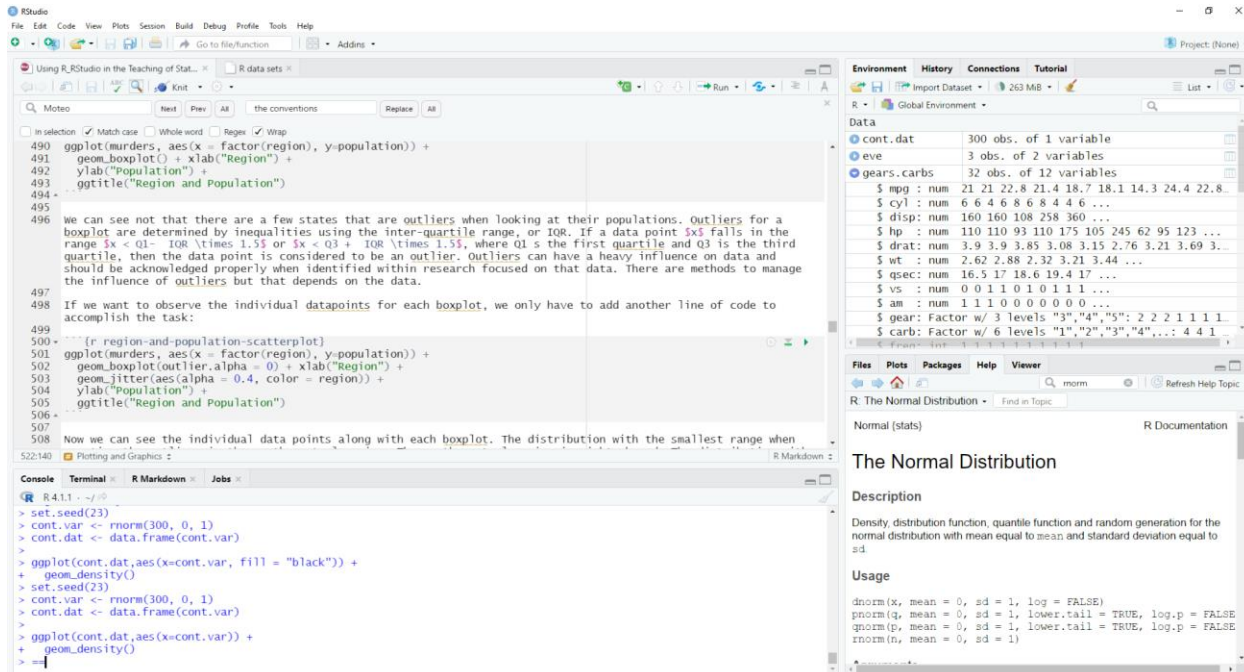 RStudio
File Edit Code View Plots Session Build Debug Profile Tools Help
Go to file/function Addins Project: (None)
Using R_RStudio in the Teaching of Stat... R data sets
Knit Run
Moteo Next Prev All the conventions Replace All
In selection Match case Whole word Regex Wrap
490 ggplot(murders, aes(x = factor(region), y=population)) +
491 geom_boxplot() + xlab("Region") +
492 ylab("Population") +
493 ggtitle("Region and Population")
494 ```
495
496 We can see not that there are a few states that are outliers when looking at their populations. Outliers for a
boxplot are determined by inequalities using the inter-quartile range, or IQR. If a data point $x$ falls in the
range $x < Q1- IQR \times 1.5$ or $x < Q3 + IQR \times 1.5$, where Q1 s the first quartile and Q3 is the third
quartile, then the data point is considered to be an outlier. Outliers can have a heavy influence on data and
should be acknowledged properly when identified within research focused on that data. There are methods to manage
the influence of outliers but that depends on the data.
497
498 If we want to observe the individual datapoints for each boxplot, we only have to add another line of code to
accomplish the task:
499
500 ```{r region-and-population-scatterplot}
501 ggplot(murders, aes(x = factor(region), y=population)) +
502 geom_boxplot(outlier.alpha = 0) + xlab("Region") +
503 geom_jitter(aes(alpha = 0.4, color = region)) +
504 ylab("Population") +
505 ggtitle("Region and Population")
506 ```
507
508 Now we can see the individual data points along with each boxplot. The distribution with the smallest range when
522:140 Plotting and Graphics R Markdown
Console Terminal R Markdown Jobs
R 4.1.1 · ~/
> set.seed(23)
> cont.var <- rnorm(300, 0, 1)
> cont.dat <- data.frame(cont.var)
>
> ggplot(cont.dat,aes(x=cont.var, fill = "black")) +
+ geom_density()
> set.seed(23)
> cont.var <- rnorm(300, 0, 1)
> cont.dat <- data.frame(cont.var)
>
> ggplot(cont.dat,aes(x=cont.var)) +
+ geom_density()
> ==
Environment History Connections Tutorial
Import Dataset 263 MiB List
R Global Environment
Data
cont.dat 300 obs. of 1 variable
eve 3 obs. of 2 variables
gears.carbs 32 obs. of 12 variables
$ mpg : num 21 21 22.8 21.4 18.7 18.1 14.3 24.4 22.8...
$ cyl : num 6 6 4 6 8 6 8 4 4 6 ...
$ disp: num 160 160 108 258 360 ...
$ hp : num 110 110 93 110 175 105 245 62 95 123 ...
$ drat: num 3.9 3.9 3.85 3.08 3.15 2.76 3.21 3.69 3...
$ wt : num 2.62 2.88 2.32 3.21 3.44 ...
$ qsec: num 16.5 17 18.6 19.4 17 ...
$ vs : num 0 0 1 1 0 1 0 1 1 1 ...
$ am : num 1 1 1 0 0 0 0 0 0 0 ...
$ gear: Factor w/ 3 levels "3","4","5": 2 2 2 1 1 1 1...
$ carb: Factor w/ 6 levels "1","2","3","4",..: 4 4 1 ...
$ freq: int 1 1 1 1 1 1 1 1 1 1
Files Plots Packages Help Viewer
Refresh Help Topic
R: The Normal Distribution Find in Topic
Normal (stats) R Documentation
The Normal Distribution
Description
Density, distribution function, quantile function and random generation for the
normal distribution with mean equal to mean and standard deviation equal to
sd.
Usage
dnorm(x, mean = 0, sd = 1, log = FALSE)
pnorm(q, mean = 0, sd = 1, lower.tail = TRUE, log.p = FALSE
qnorm(p, mean = 0, sd = 1, lower.tail = TRUE, log.p = FALSE
rnorm(n, mean = 0, sd = 1)